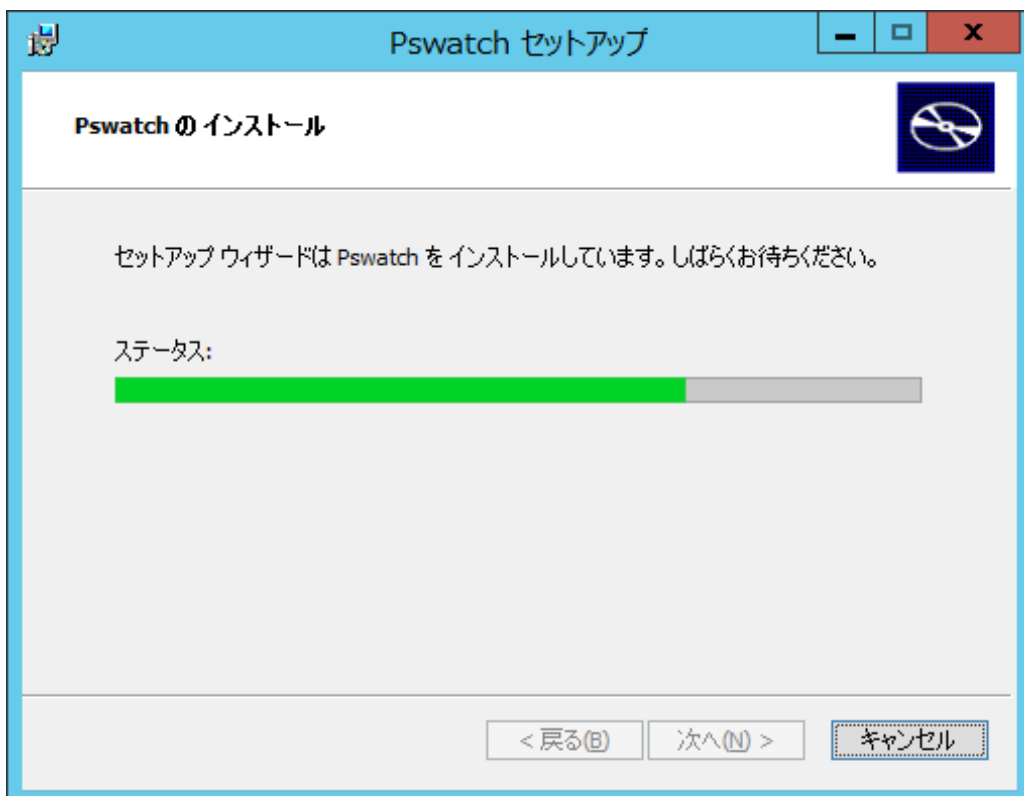 Pswatch セットアップ
Pswatch の インストール
セットアップ ウィザードは Pswatch を インストールしています。しばらくお待ちください。
ステータス:
< 戻る(B) 次へ(N) > キャンセル